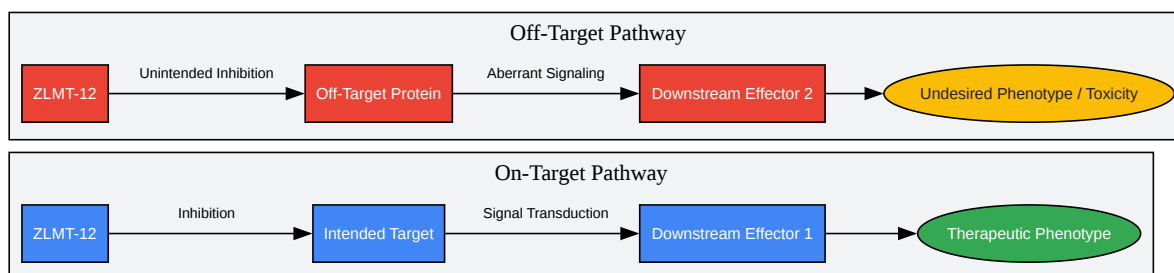 Off-Target Pathway
ZLMT-12
Unintended Inhibition
Off-Target Protein
Aberrant Signaling
Downstream Effector 2
Undesired Phenotype / Toxicity
On-Target Pathway
ZLMT-12
Inhibition
Intended Target
Signal Transduction
Downstream Effector 1
Therapeutic Phenotype